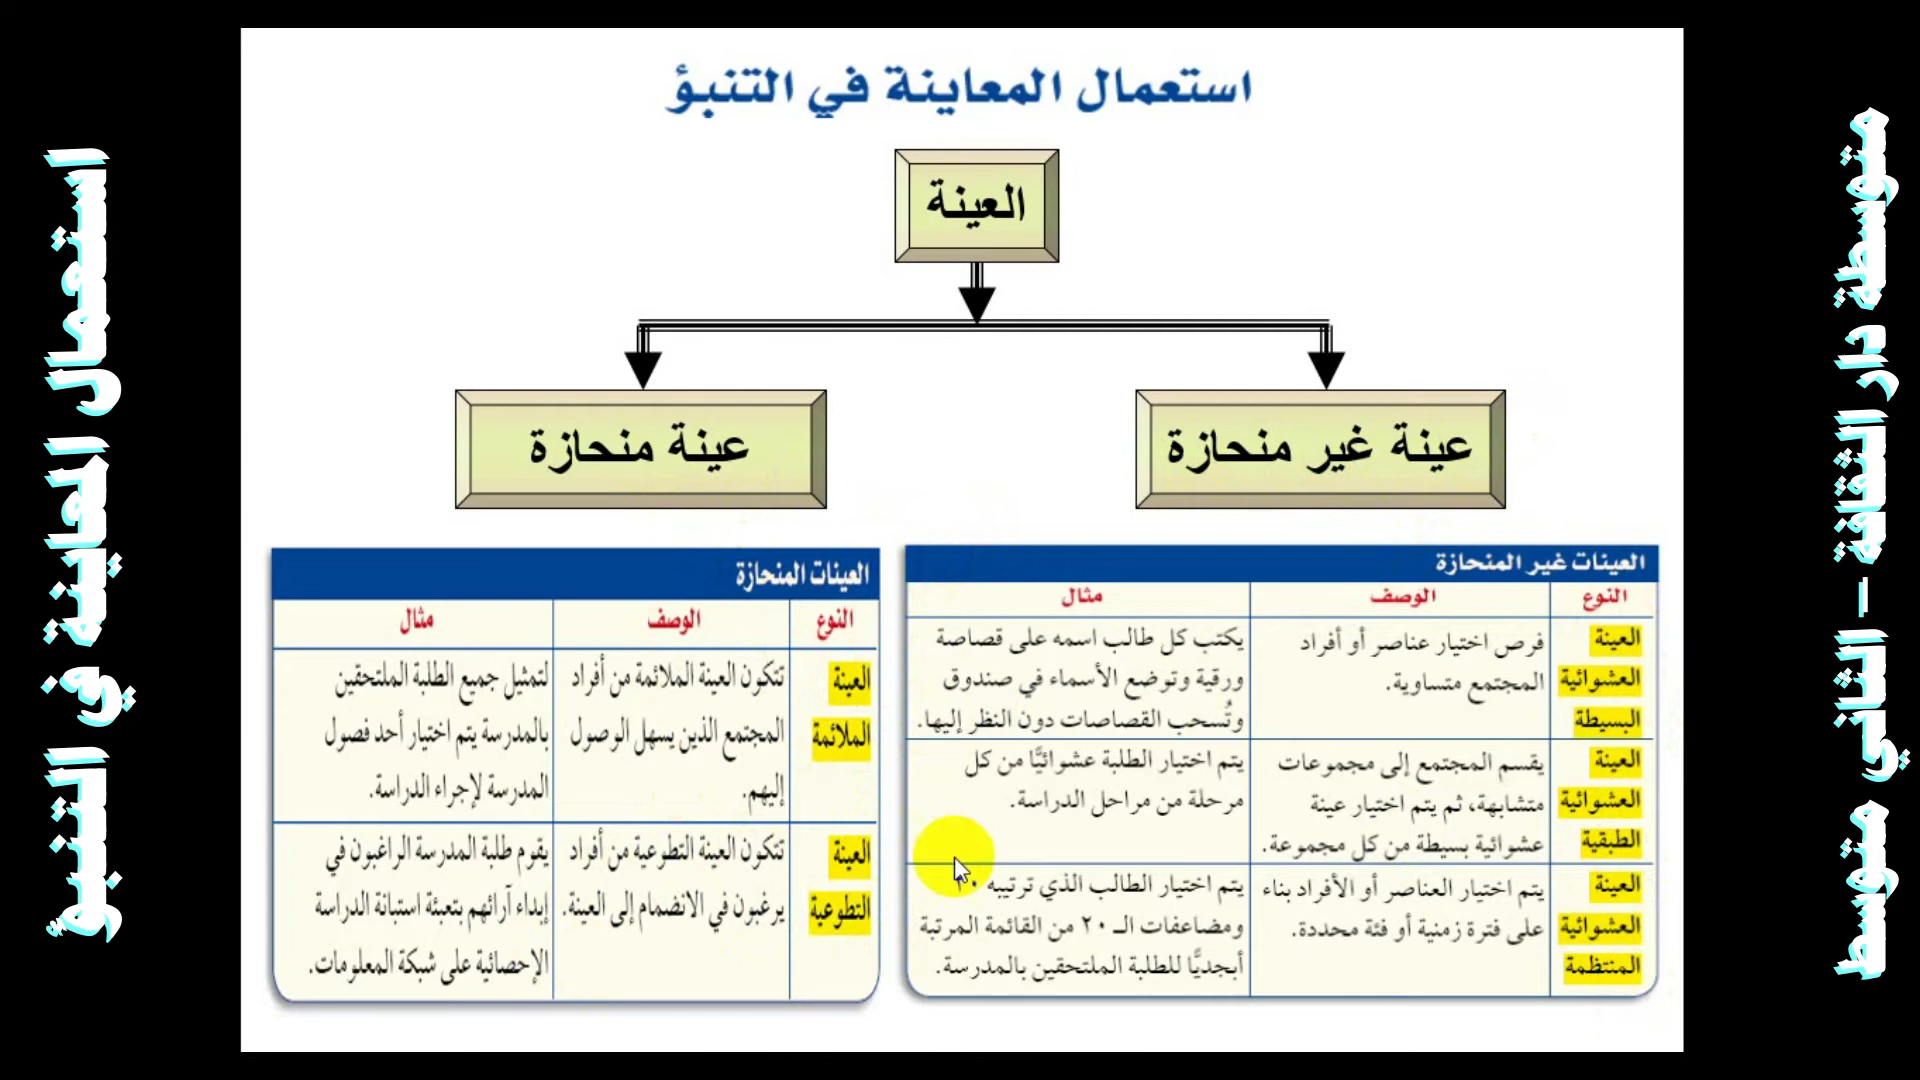 استعمال المعاينة في التنبؤ
العينة
عينة غير منحازة
عينة منحازة
العينات غير المنحازة
النوع
الوصف
مثال
العينة
العشوائية
البسيطة
فرص اختيار عناصر أو أفراد
المجتمع متساوية.
يكتب كل طالب اسمه على قصاصة
ورقية وتوضع الأسماء في صندوق
وتُسحب القصاصات دون النظر إليها.
العينة
العشوائية
الطبقية
يقسم المجتمع إلى مجموعات
متشابهة، ثم يتم اختيار عينة
عشوائية بسيطة من كل مجموعة.
يتم اختيار الطلبة عشوائيًّا من كل
مرحلة من مراحل الدراسة.
العينة
العشوائية
المنتظمة
يتم اختيار العناصر أو الأفراد بناء
على فترة زمنية أو فئة محددة.
يتم اختيار الطالب الذي ترتيبه
ومضاعفات الـ ٢٠ من القائمة المرتبة
أبجديًّا للطلبة الملتحقين بالمدرسة.
العينات المنحازة
النوع
الوصف
مثال
العينة
الملائمة
تتكون العينة الملائمة من أفراد
المجتمع الذين يسهل الوصول
إليهم.
لتمثيل جميع الطلبة الملتحقين
بالمدرسة يتم اختيار أحد فصول
المدرسة لإجراء الدراسة.
العينة
التطوعية
تتكون العينة التطوعية من أفراد
يرغبون في الانضمام إلى العينة.
يقوم طلبة المدرسة الراغبون في
إبداء آرائهم بتعبئة استبانة الدراسة
الإحصائية على شبكة المعلومات.
متوسطة دار الثقافة – الثاني متوسط
استعمال المعاينة في التنبؤ